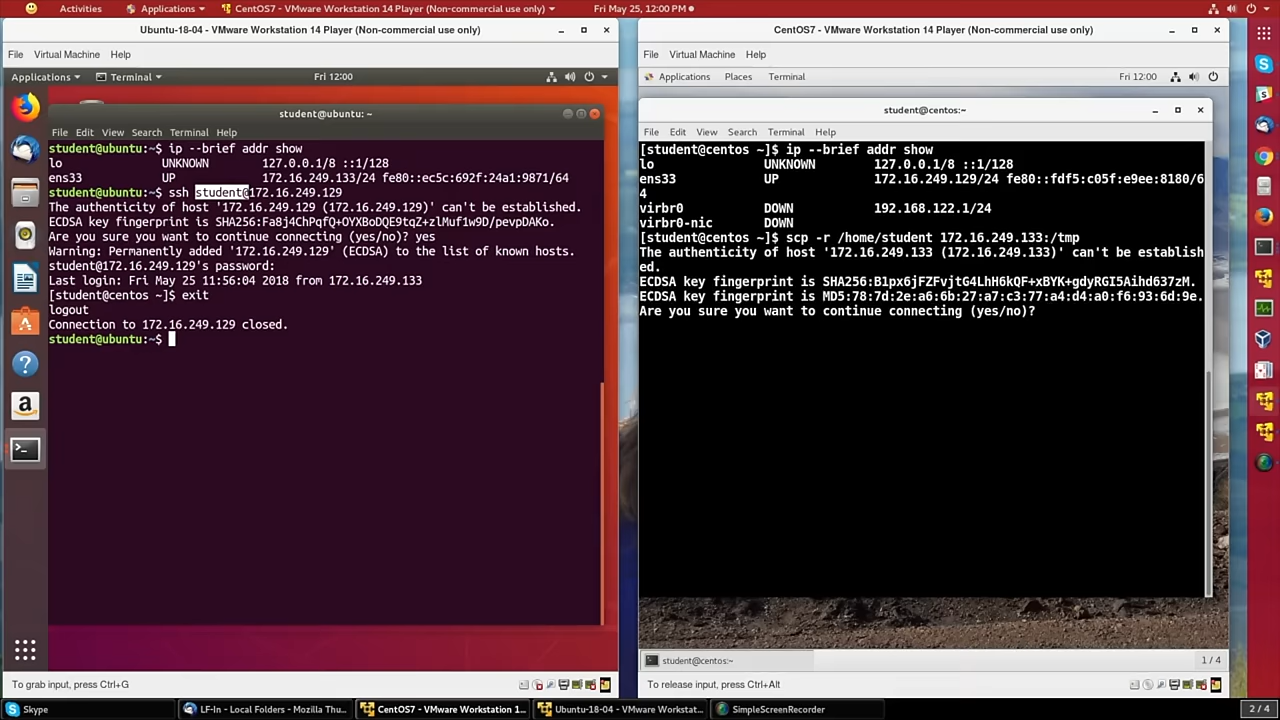 Activities Applications CentOS7 - VMware Workstation 14 Player (Non-commercial use only) Fri May 25, 12:00 PM
Ubuntu-18-04 - VMware Workstation 14 Player (Non-commercial use only)
File Virtual Machine Help
Applications Terminal Fri 12:00
student@ubuntu: ~
File Edit View Search Terminal Help
student@ubuntu:~$ ip --brief addr show
lo UNKNOWN 127.0.0.1/8 ::1/128
ens33 UP 172.16.249.133/24 fe80::ec5c:692f:24a1:9871/64
student@ubuntu:~$ ssh student@172.16.249.129
The authenticity of host '172.16.249.129 (172.16.249.129)' can't be established.
ECDSA key fingerprint is SHA256:Fa8j4ChPqfQ+OYXBoDQE9tqZ+zlMuf1w9D/pevpDAKo.
Are you sure you want to continue connecting (yes/no)? yes
Warning: Permanently added '172.16.249.129' (ECDSA) to the list of known hosts.
student@172.16.249.129's password:
Last login: Fri May 25 11:56:04 2018 from 172.16.249.133
[student@centos ~]$ exit
logout
Connection to 172.16.249.129 closed.
student@ubuntu:~$
To grab input, press Ctrl+G
CentOS7 - VMware Workstation 14 Player (Non-commercial use only)
File Virtual Machine Help
Applications Places Terminal Fri 12:00
student@centos:~
File Edit View Search Terminal Help
[student@centos ~]$ ip --brief addr show
lo UNKNOWN 127.0.0.1/8 ::1/128
ens33 UP 172.16.249.129/24 fe80::fdf5:c05f:e9ee:8180/6
4
virbr0 DOWN 192.168.122.1/24
virbr0-nic DOWN
[student@centos ~]$ scp -r /home/student 172.16.249.133:/tmp
The authenticity of host '172.16.249.133 (172.16.249.133)' can't be establish
ed.
ECDSA key fingerprint is SHA256:B1px6jFZFvjtG4LhH6kQF+xBYK+gdyRGI5Aihd637zM.
ECDSA key fingerprint is MD5:78:7d:2e:a6:6b:27:a7:c3:77:a4:d4:a0:f6:93:6d:9e.
Are you sure you want to continue connecting (yes/no)?
student@centos:~ 1 / 4
To release input, press Ctrl+Alt
Skype LF-In - Local Folders - Mozilla Thu... CentOS7 - VMware Workstation 1... Ubuntu-18-04 - VMware Workstat... SimpleScreenRecorder 2 / 4